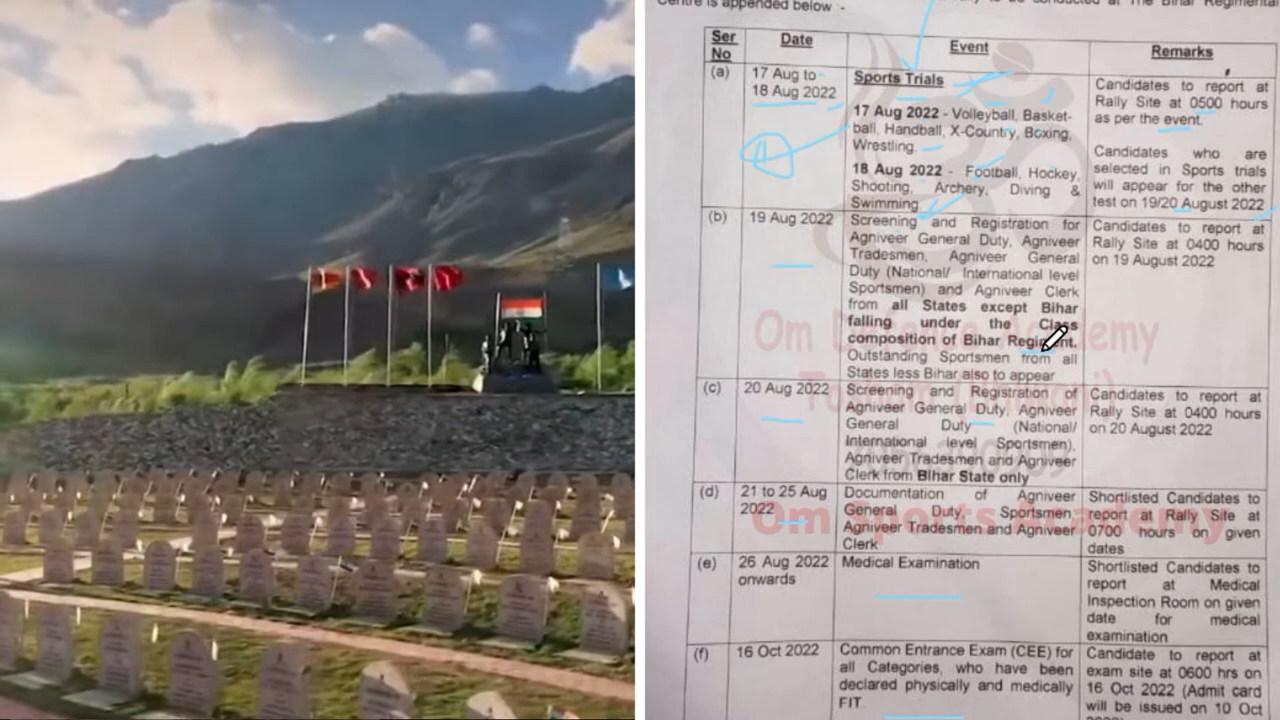 Centre is appended below :-
Ser
No
Date
Event
Remarks
(a)
17 Aug to
18 Aug 2022
Sports Trials
17 Aug 2022 - Volleyball, Basket-
ball, Handball, X-Country, Boxing,
Wrestling.
18 Aug 2022 - Football, Hockey,
Shooting, Archery, Diving &
Swimming.
Candidates to report at
Rally Site at 0500 hours
as per the event.
Candidates who are
selected in Sports trials
will appear for the other
test on 19/20 August 2022
(b)
19 Aug 2022
Screening and Registration for
Agniveer General Duty, Agniveer
Tradesmen, Agniveer General
Duty (National/ International level
Sportsmen) and Agniveer Clerk
from all States except Bihar
falling under the Class
composition of Bihar Regiment.
Outstanding Sportsmen from all
States less Bihar also to appear
Candidates to report at
Rally Site at 0400 hours
on 19 August 2022
(c)
20 Aug 2022
Screening and Registration of
Agniveer General Duty, Agniveer
General Duty (National/
International level Sportsmen),
Agniveer Tradesmen and Agniveer
Clerk from Bihar State only
Candidates to report at
Rally Site at 0400 hours
on 20 August 2022
(d)
21 to 25 Aug
2022
Documentation of Agniveer
General Duty, Sportsmen,
Agniveer Tradesmen and Agniveer
Clerk
Shortlisted Candidates to
report at Rally Site at
0700 hours on given
dates
(e)
26 Aug 2022
onwards
Medical Examination
Shortlisted Candidates to
report at Medical
Inspection Room on given
date for medical
examination
(f)
16 Oct 2022
Common Entrance Exam (CEE) for
all Categories, who have been
declared physically and medically
FIT
Candidate to report at
exam site at 0600 hrs on
16 Oct 2022 (Admit card
will be issued on 10 Oct
Om Defence Academy
Om Sports Academy